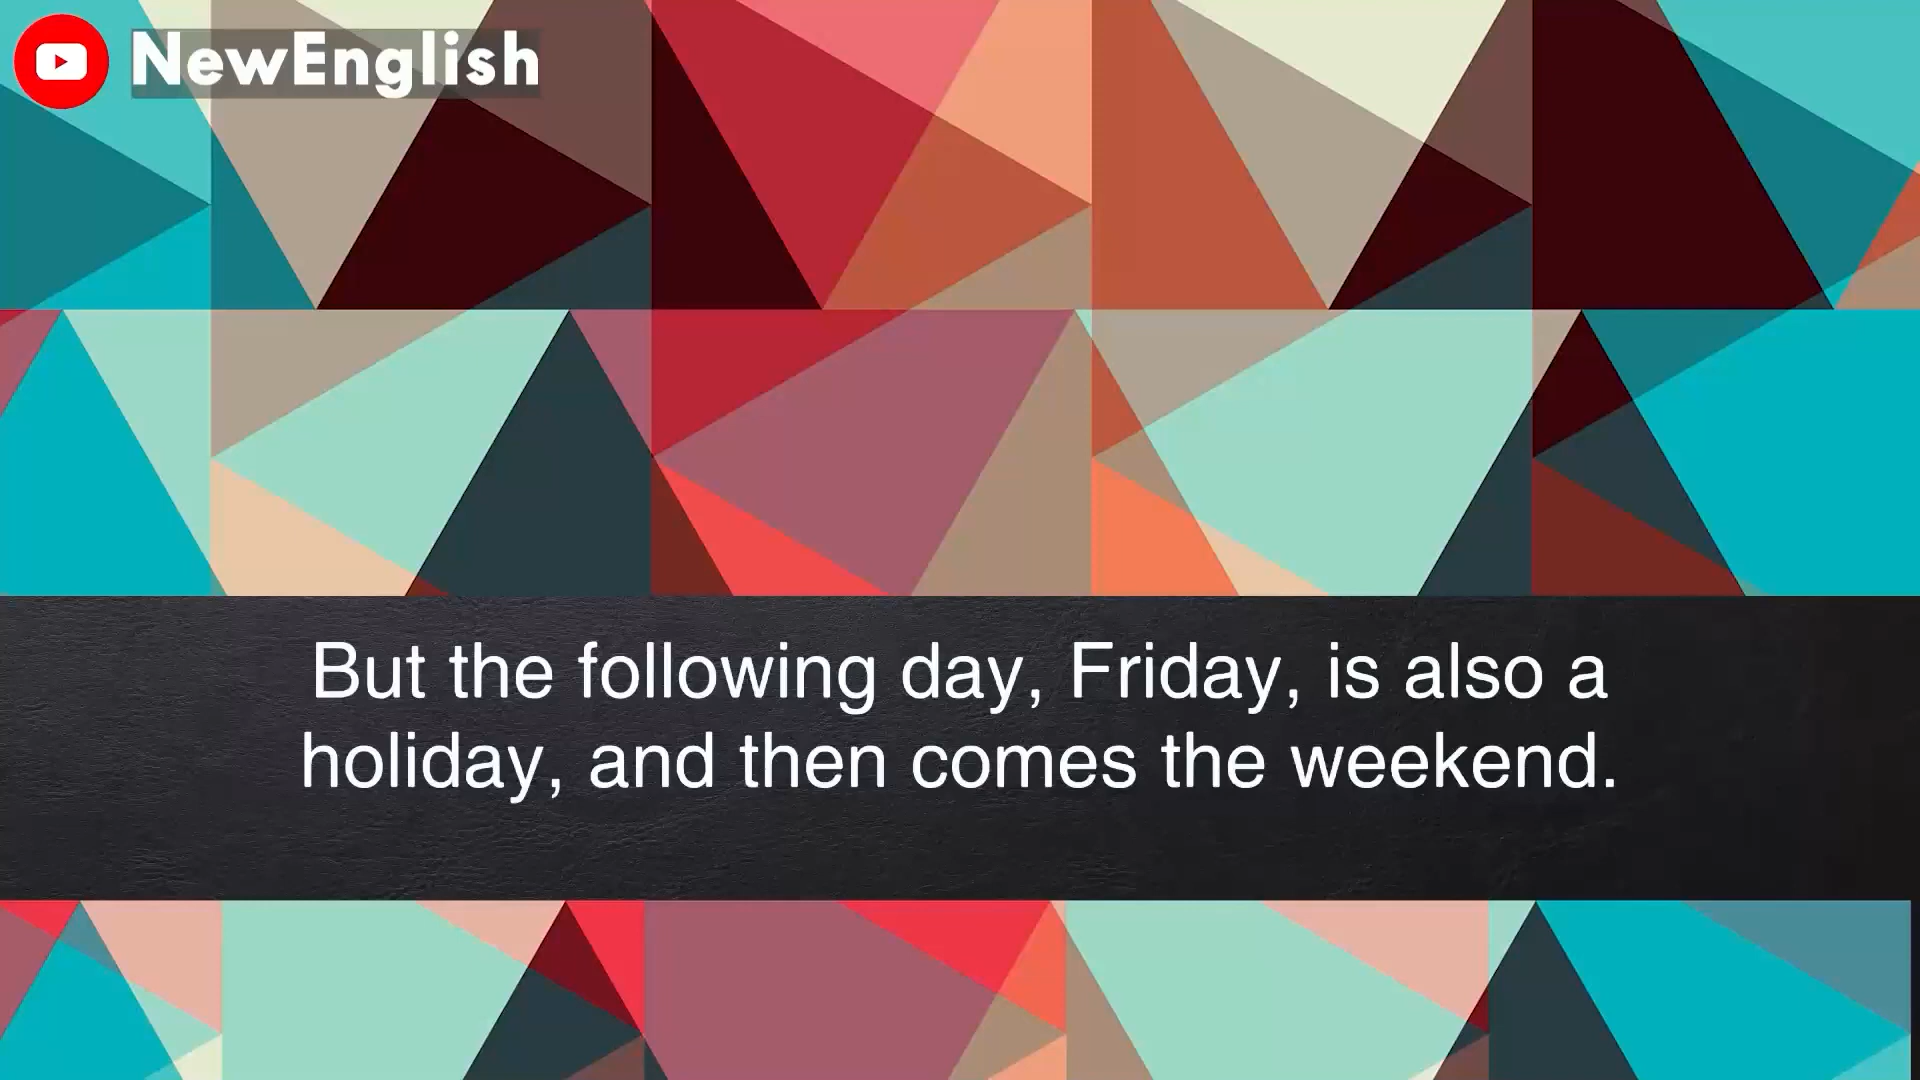 NewEnglish
But the following day, Friday, is also a
holiday, and then comes the weekend.